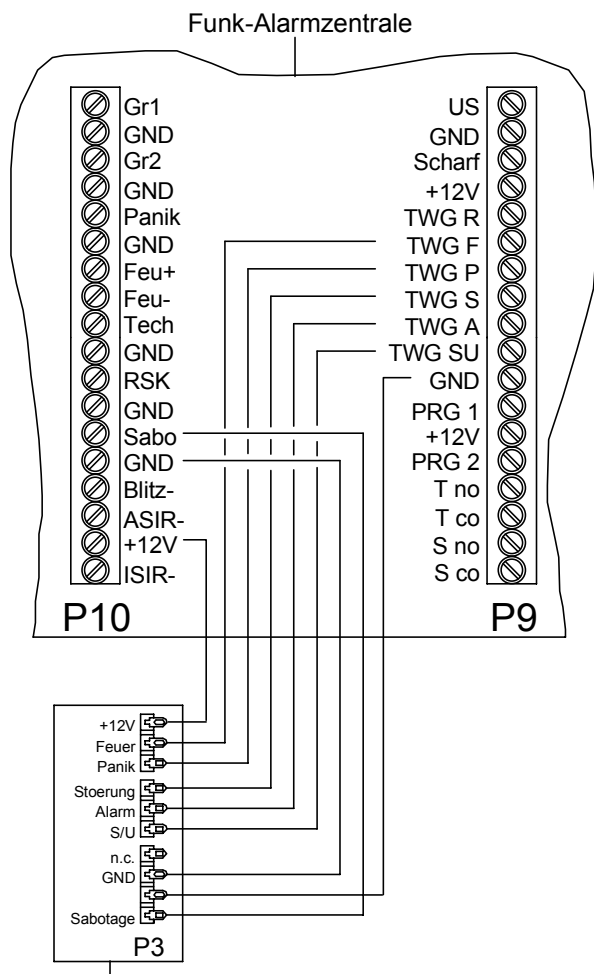 Funk-Alarmzentrale
Gr1
GND
Gr2
GND
Panik
GND
Feu+
Feu-
Tech
GND
RSK
GND
Sabo
GND
Blitz-
ASIR-
+12V
ISIR-
P10
US
GND
Scharf
+12V
TWG R
TWG F
TWG P
TWG S
TWG A
TWG SU
GND
PRG 1
+12V
PRG 2
T no
T co
S no
S co
P9
+12V
Feuer
Panik
Stoerung
Alarm
S/U
n.c.
GND
Sabotage
P3